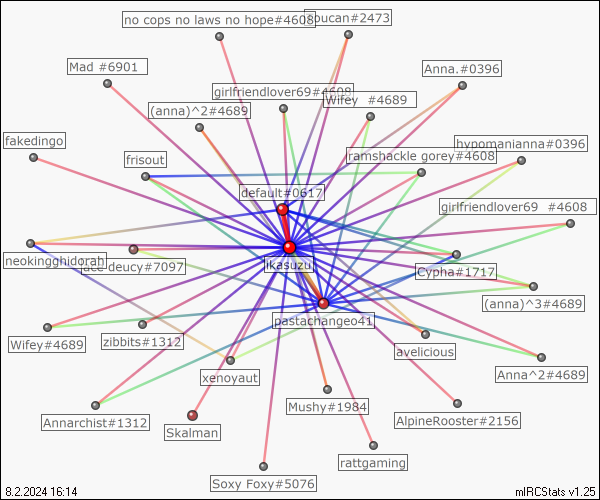 no cops no laws no hope#4608
toucan#2473
Mad #6901
Anna.#0396
girlfriendlover69#4608
Wifey  #4689
(anna)^2#4689
fakedingo
frisout
ramshackle gorey#4608
hypomanianna#0396
default#0617
girlfriend69  #4608
neokingghidorah
ace deucy#7097
iKasuzu
Cypha#1717
(anna)^3#4689
pastachangeo41
Wifey#4689
zibbits#1312
avelicious
xenoyaut
Anna^2#4689
Mushy#1984
Annarchist#1312
AlpineRooster#2156
Skalman
rattgaming
Soxy Foxy#5076
8.2.2024 16:14
mIRCStats v1.25